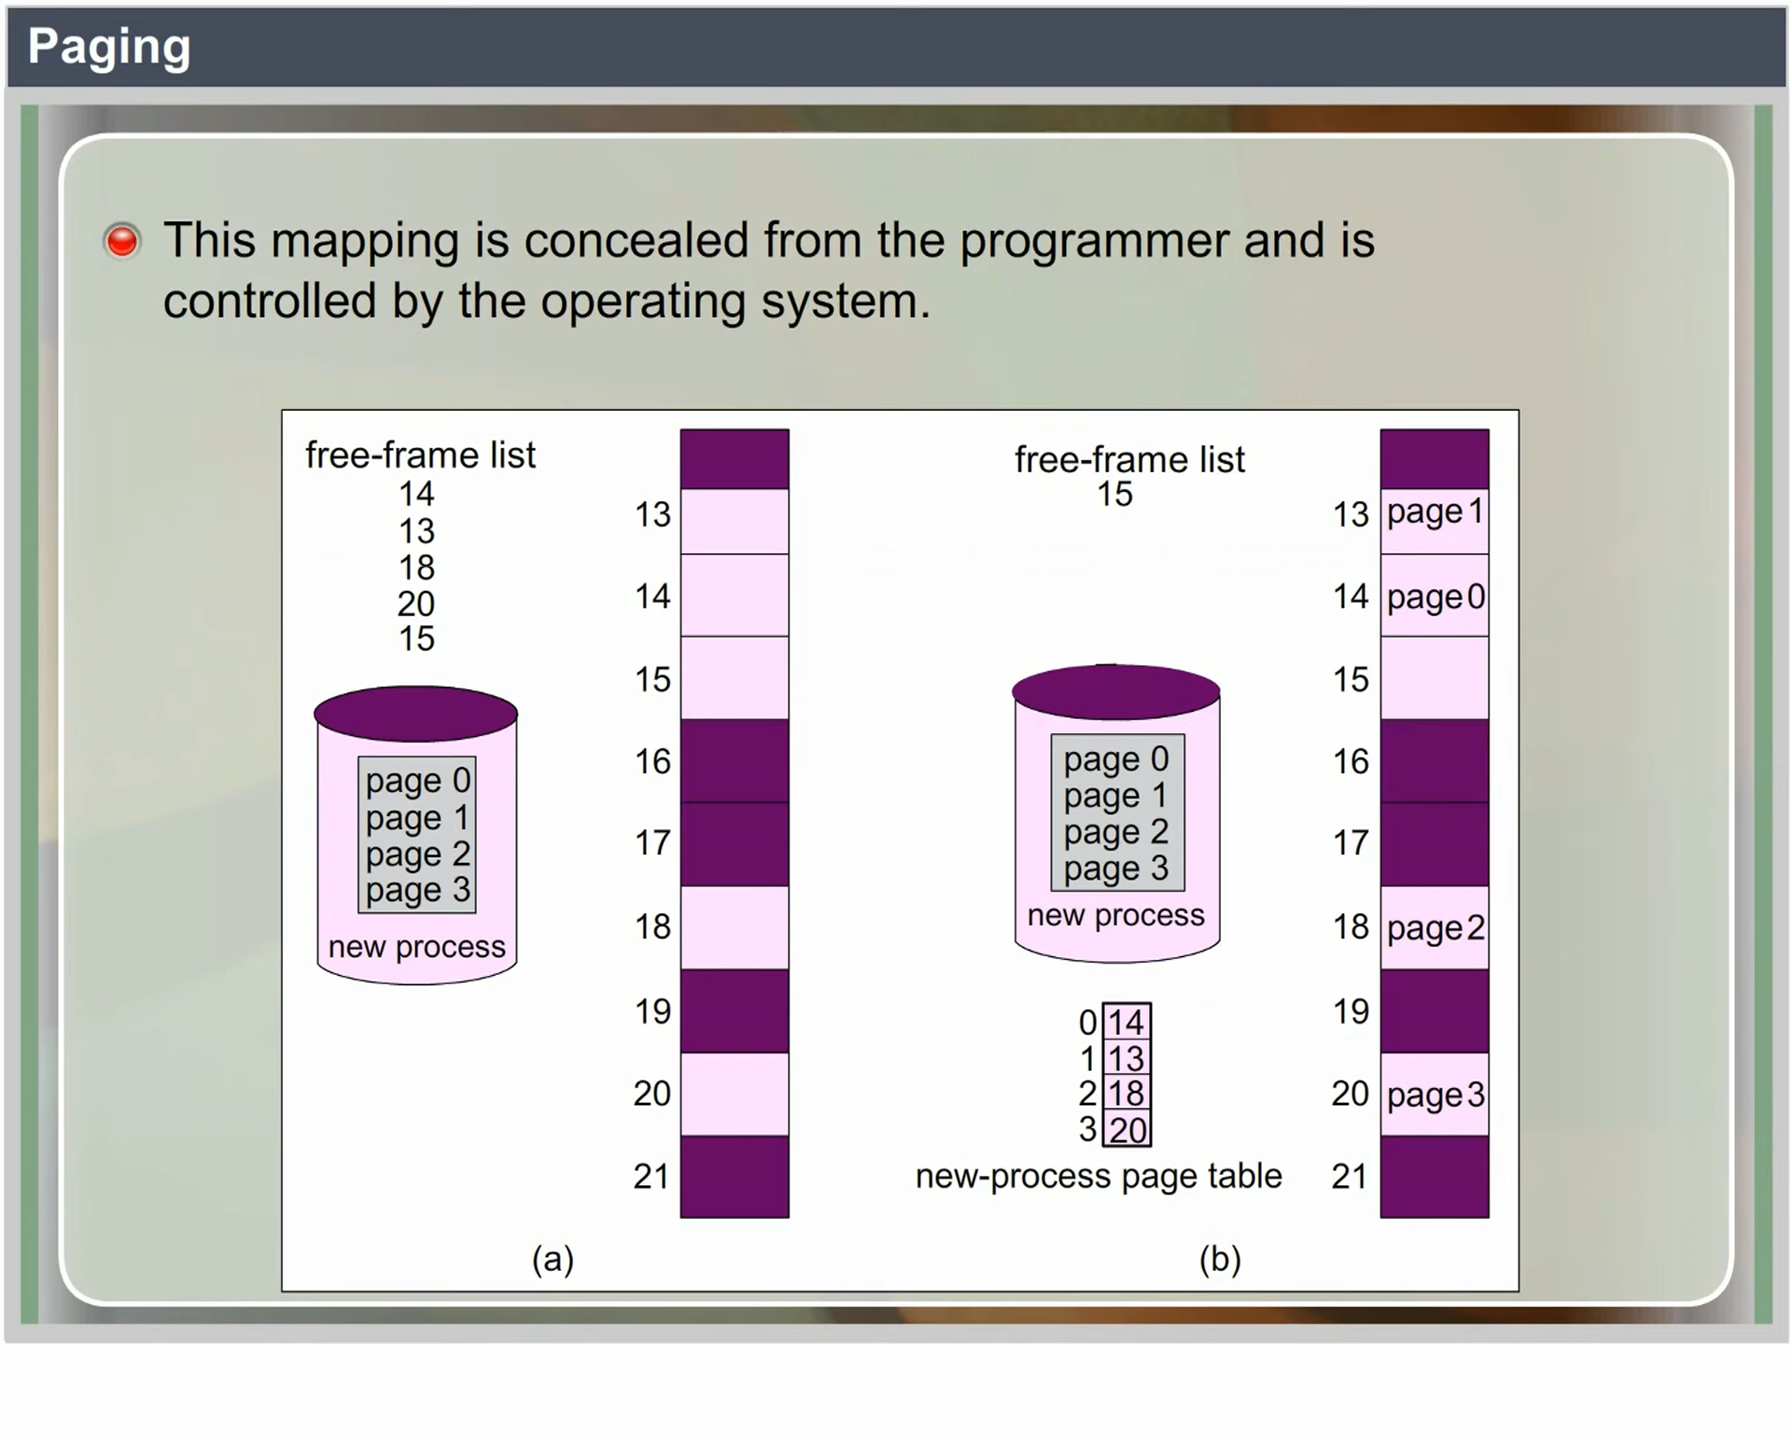 Paging
This mapping is concealed from the programmer and is
controlled by the operating system.
free-frame list
14
13
18
20
15
page 0
page 1
page 2
page 3
new process
13
14
15
16
17
18
19
20
21
(a)
free-frame list
15
page 0
page 1
page 2
page 3
new process
0 14
1 13
2 18
3 20
new-process page table
13 page 1
14 page 0
15
16
17
18 page 2
19
20 page 3
21
(b)